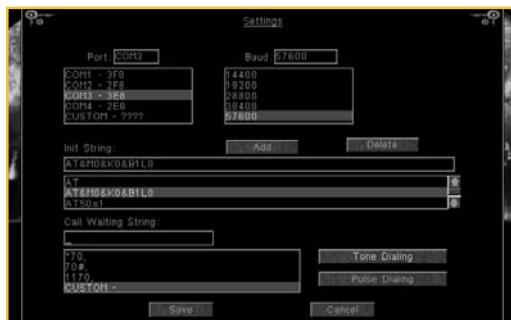 Settings
Port: COM3
Baud: 57600
COM1 - 3F8
COM2 - 2F8
COM3 - 3E8
COM4 - 2E8
CUSTOM - ????
14400
19200
28800
38400
57600
Init String:
Add
Delete
AT&M0&K0&B1L0
AT
AT&M0&K0&B1L0
ATS0=1
Call Waiting String:
_
*70,
70#,
1170,
CUSTOM -
Tone Dialing
Pulse Dialing
Save
Cancel